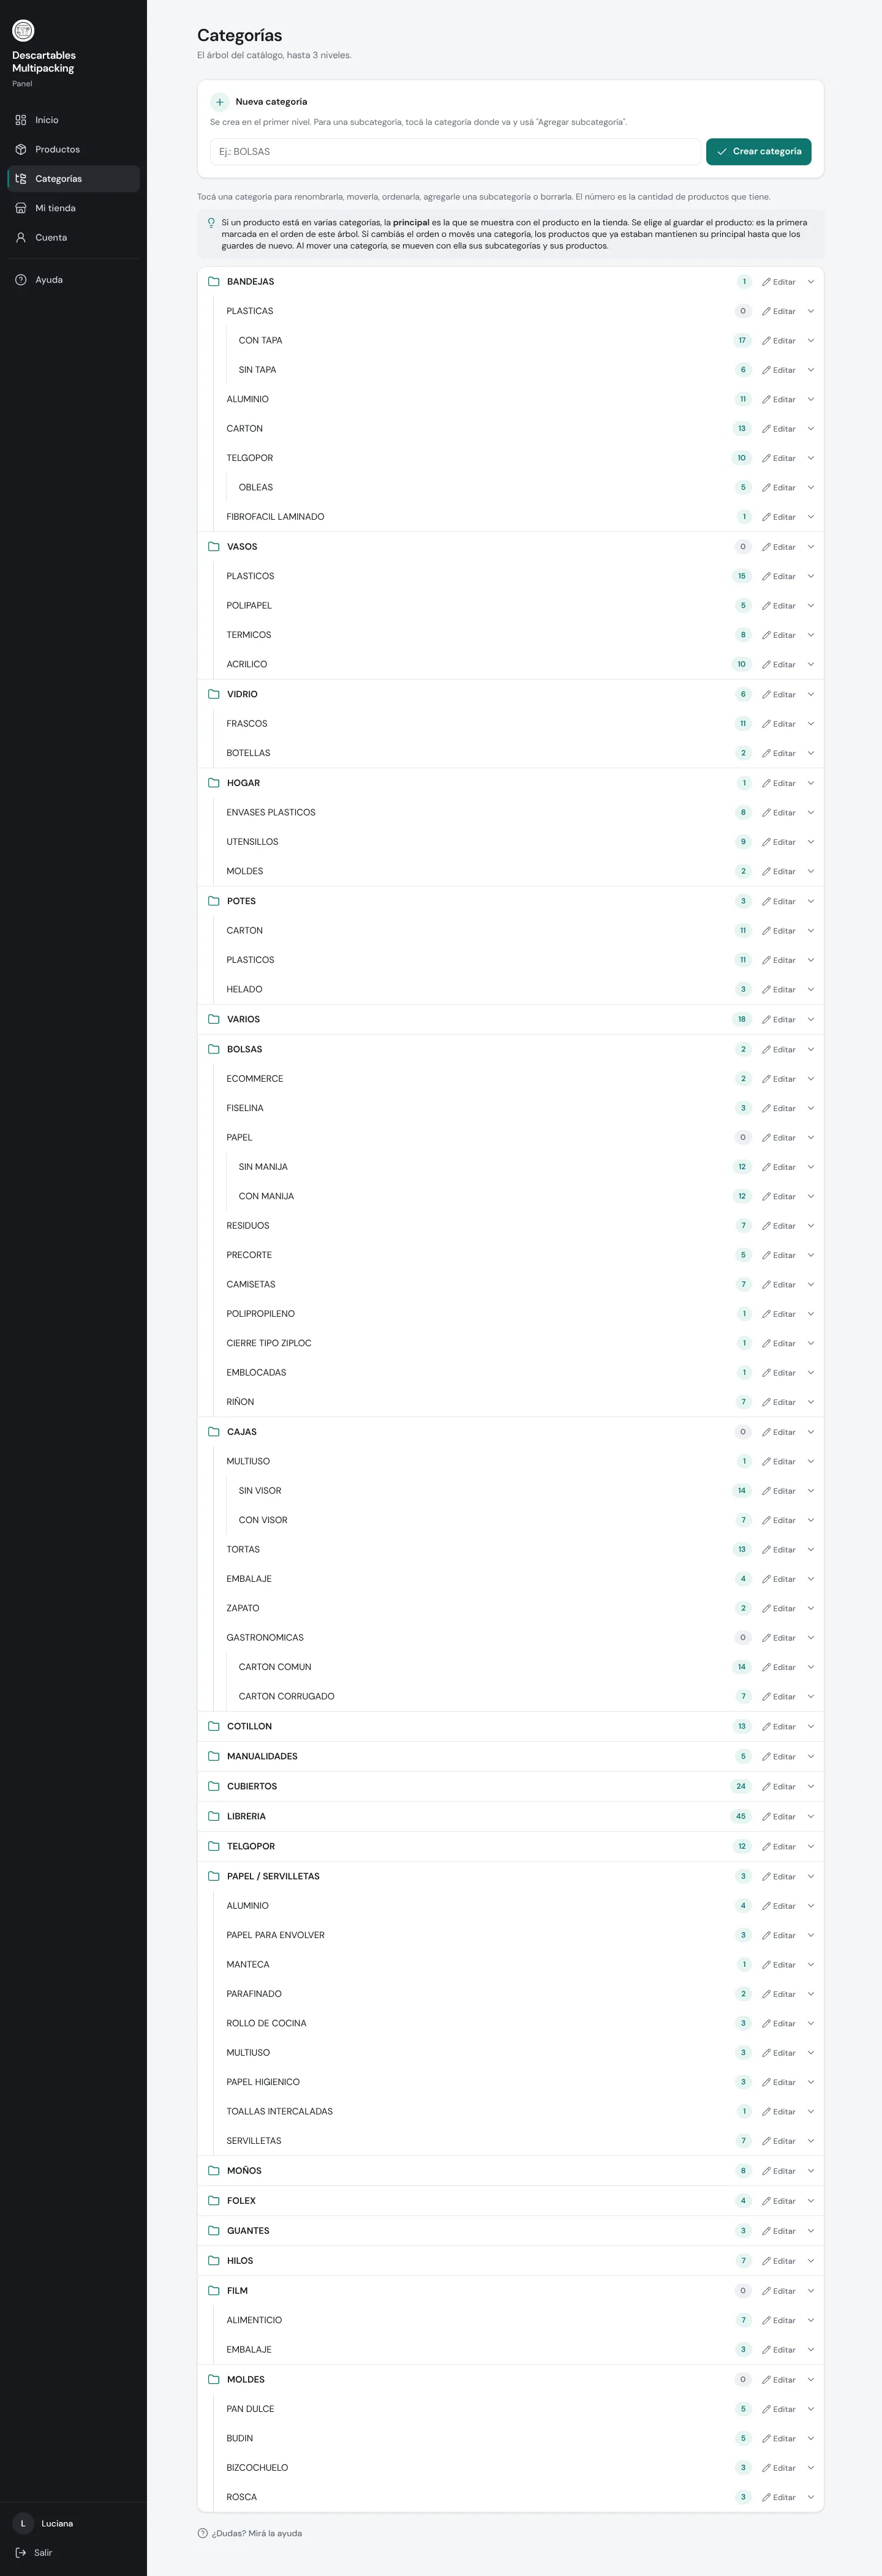 Descartables
Multipacking
Panel
Inicio
Productos
Categorías
Mi tienda
Cuenta
Ayuda
Categorías
El árbol del catálogo, hasta 3 niveles.
Nueva categoría
Se crea en el primer nivel. Para una subcategoría, tocá la categoría donde va y usá "Agregar subcategoría".
Ej.: BOLSAS
Crear categoría
Tocá una categoría para renombrarla, moverla, ordenarla, agregarle una subcategoría o borrarla. El número es la cantidad de productos que tiene.
Si un producto está en varias categorías, la principal es la que se muestra con el producto en la tienda. Se elige al guardar el producto: es la primera
marcada en el orden de este árbol. Si cambiás el orden o movés una categoría, los productos que ya estaban mantienen su principal hasta que los
guardes de nuevo. Al mover una categoría, se mueven con ella sus subcategorías y sus productos.
BANDEJAS 1 Editar
PLASTICAS 0 Editar
CON TAPA 17 Editar
SIN TAPA 6 Editar
ALUMINIO 11 Editar
CARTON 13 Editar
TELGOPOR 10 Editar
OBLEAS 5 Editar
FIBROFACIL LAMINADO 1 Editar
VASOS 0 Editar
PLASTICOS 15 Editar
POLIPAPEL 5 Editar
TERMICOS 8 Editar
ACRILICO 10 Editar
VIDRIO 6 Editar
FRASCOS 11 Editar
BOTELLAS 2 Editar
HOGAR 1 Editar
ENVASES PLASTICOS 8 Editar
UTENSILLOS 9 Editar
MOLDES 2 Editar
POTES 3 Editar
CARTON 11 Editar
PLASTICOS 11 Editar
HELADO 3 Editar
VARIOS 18 Editar
BOLSAS 2 Editar
ECOMMERCE 2 Editar
FISELINA 3 Editar
PAPEL 0 Editar
SIN MANIJA 12 Editar
CON MANIJA 12 Editar
RESIDUOS 7 Editar
PRECORTE 5 Editar
CAMISETAS 7 Editar
POLIPROPILENO 1 Editar
CIERRE TIPO ZIPLOC 1 Editar
EMBLOCADAS 1 Editar
RIÑON 7 Editar
CAJAS 0 Editar
MULTIUSO 1 Editar
SIN VISOR 14 Editar
CON VISOR 7 Editar
TORTAS 13 Editar
EMBALAJE 4 Editar
ZAPATO 2 Editar
GASTRONOMICAS 0 Editar
CARTON COMUN 14 Editar
CARTON CORRUGADO 7 Editar
COTILLON 13 Editar
MANUALIDADES 5 Editar
CUBIERTOS 24 Editar
LIBRERIA 45 Editar
TELGOPOR 12 Editar
PAPEL / SERVILLETAS 3 Editar
ALUMINIO 4 Editar
PAPEL PARA ENVOLVER 3 Editar
MANTECA 1 Editar
PARAFINADO 2 Editar
ROLLO DE COCINA 3 Editar
MULTIUSO 3 Editar
PAPEL HIGIENICO 3 Editar
TOALLAS INTERCALADAS 1 Editar
SERVILLETAS 7 Editar
MOÑOS 8 Editar
FOLEX 4 Editar
GUANTES 3 Editar
HILOS 7 Editar
FILM 0 Editar
ALIMENTICIO 7 Editar
EMBALAJE 3 Editar
MOLDES 0 Editar
PAN DULCE 5 Editar
BUDIN 5 Editar
BIZCOCHUELO 3 Editar
ROSCA 3 Editar
¿Dudas? Mirá la ayuda
L Luciana
Salir